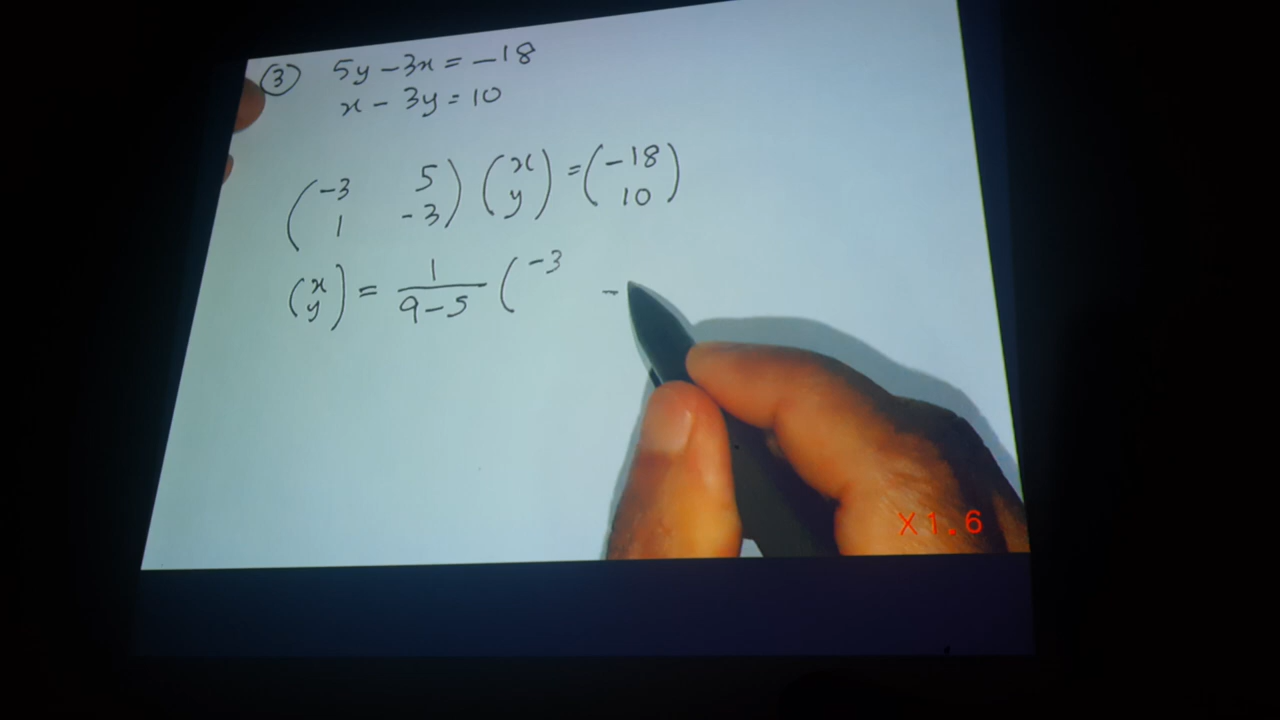 ③ 5y - 3x = -18
x - 3y = 10
( -3 5 ) ( x ) = ( -18 )
( 1 -3 ) ( y ) ( 10 )
( x ) = 1 ( -3 -
( y ) 9-5
X1.6